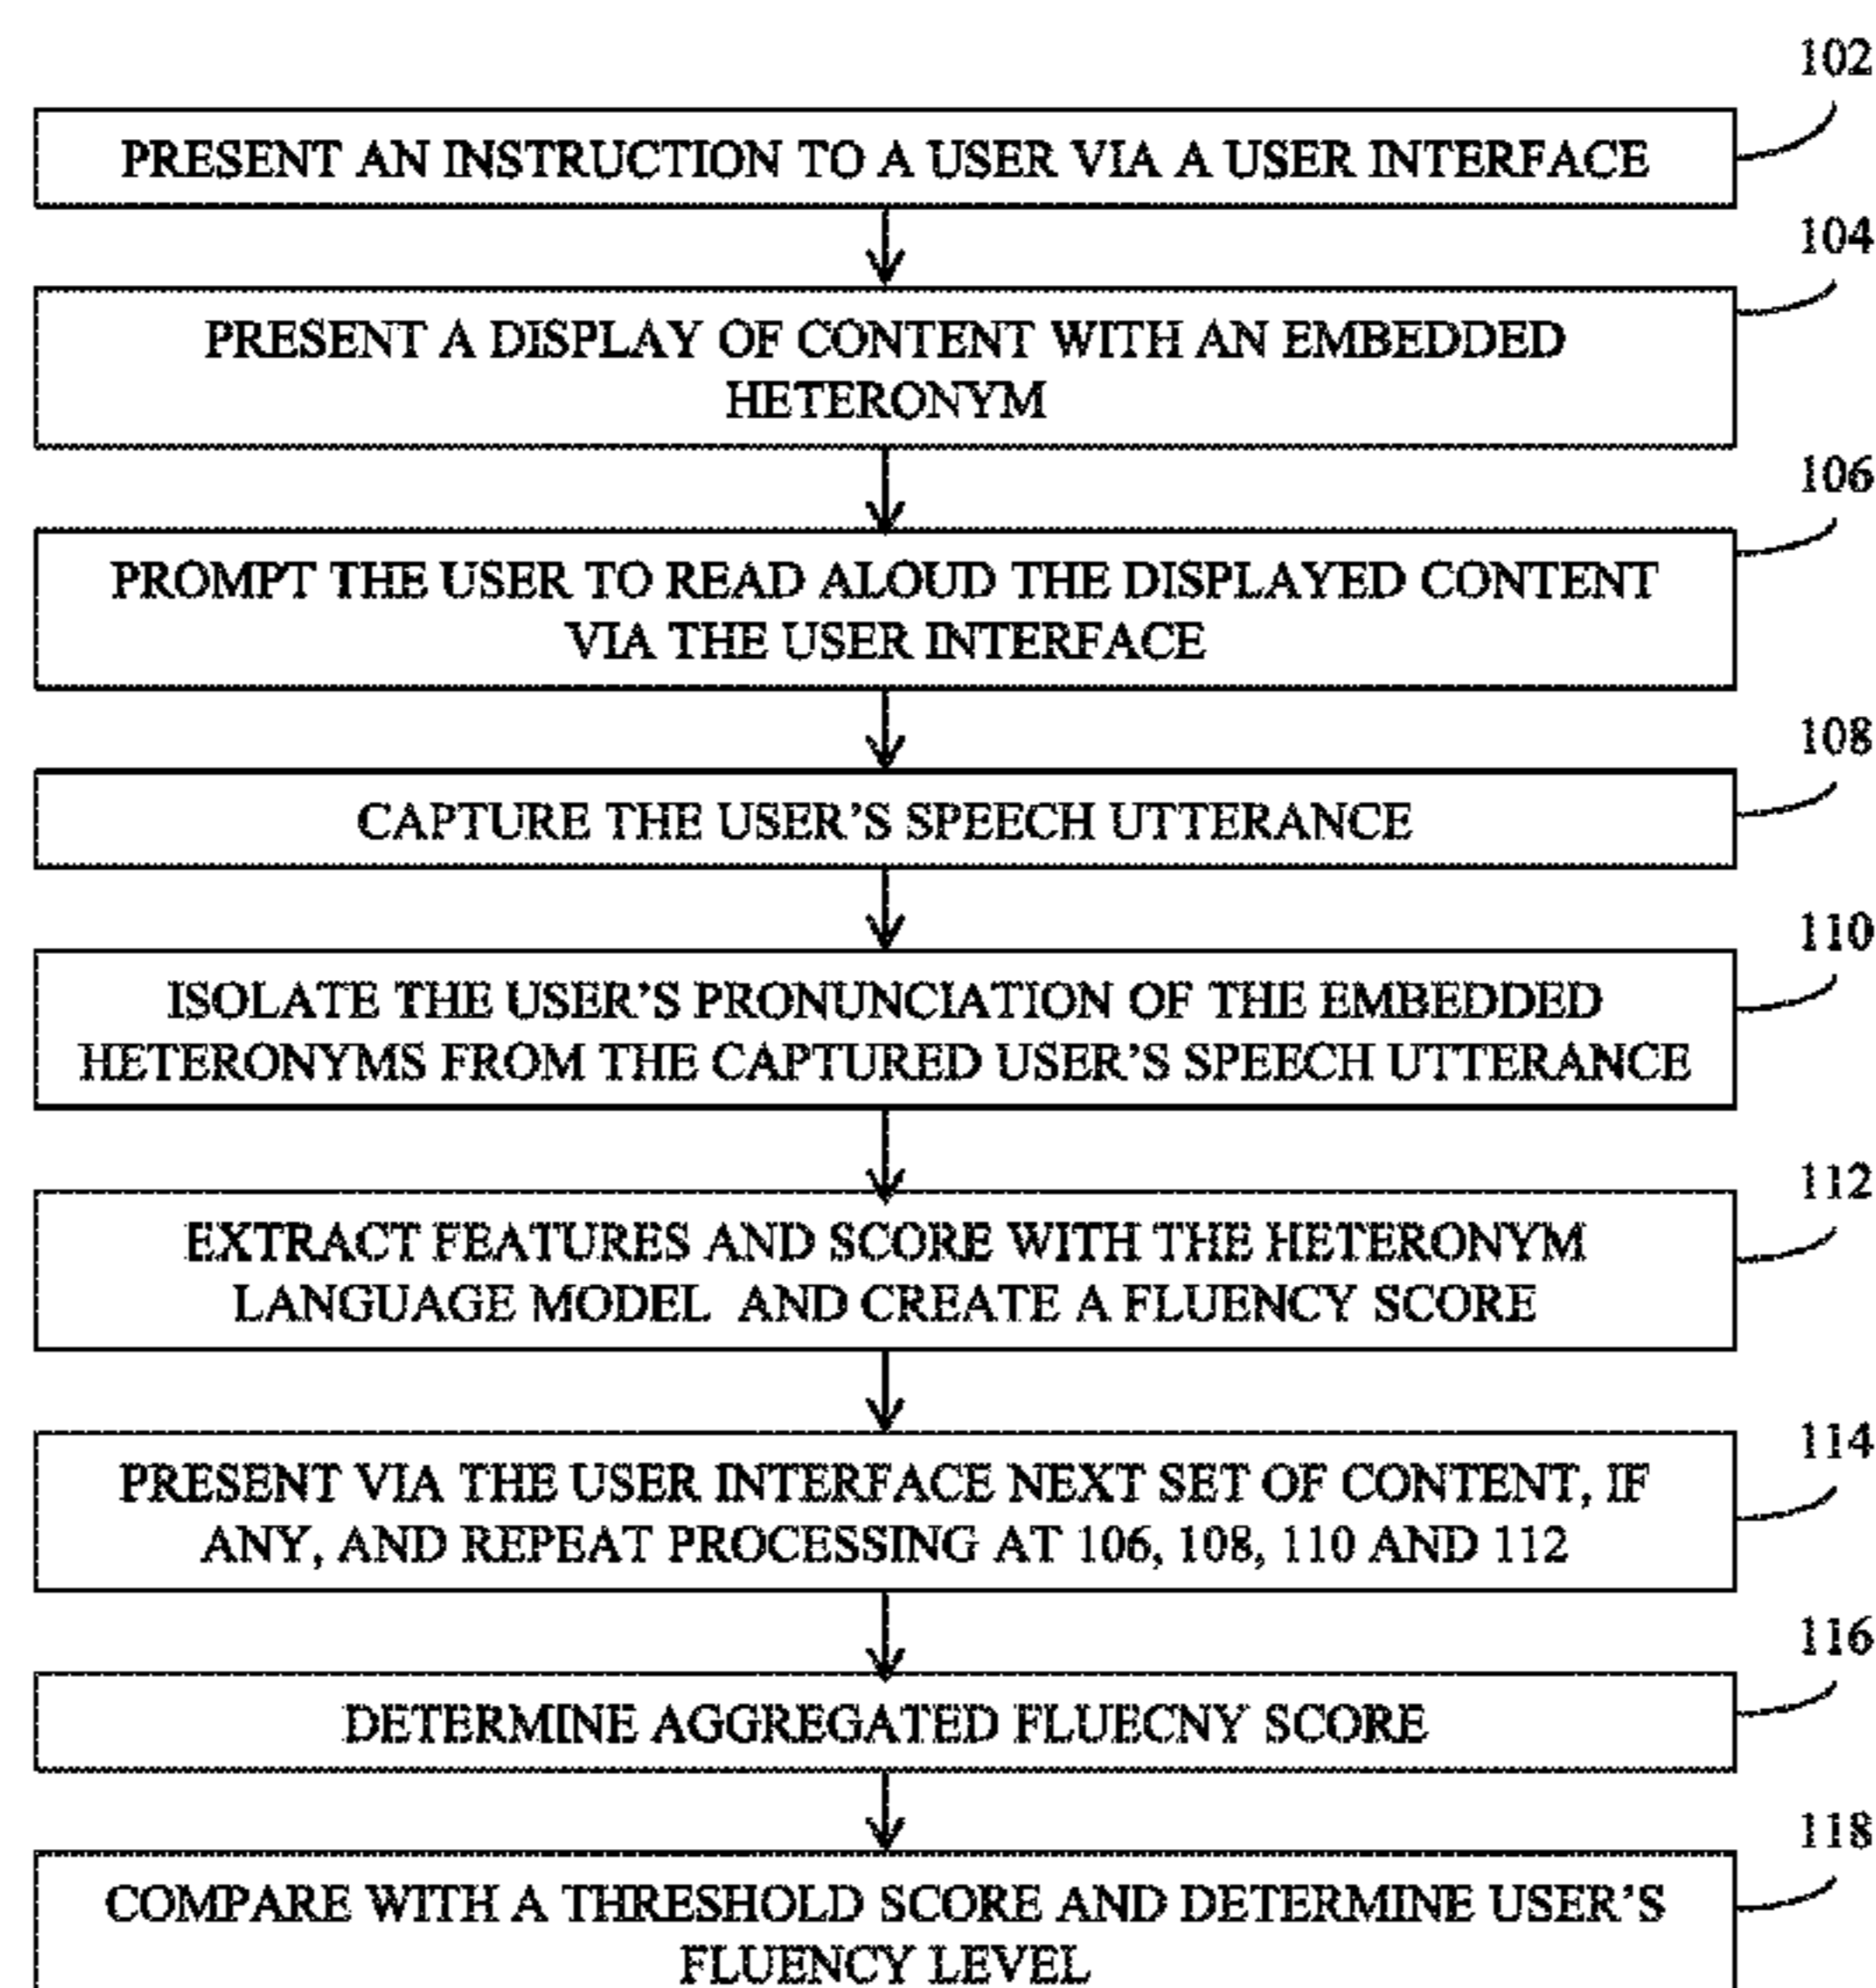 102
PRESENT AN INSTRUCTION TO A USER VIA A USER INTERFACE
104
PRESENT A DISPLAY OF CONTENT WITH AN EMBEDDED
HETERONYM
106
PROMPT THE USER TO READ ALOUD THE DISPLAYED CONTENT
VIA THE USER INTERFACE
108
CAPTURE THE USER'S SPEECH UTTERANCE
110
ISOLATE THE USER'S PRONUNCIATION OF THE EMBEDDED
HETERONYMS FROM THE CAPTURED USER'S SPEECH UTTERANCE
112
EXTRACT FEATURES AND SCORE WITH THE HETERONYM
LANGUAGE MODEL AND CREATE A FLUENCY SCORE
114
PRESENT VIA THE USER INTERFACE NEXT SET OF CONTENT, IF
ANY, AND REPEAT PROCESSING AT 106, 108, 110 AND 112
116
DETERMINE AGGREGATED FLUECNY SCORE
118
COMPARE WITH A THRESHOLD SCORE AND DETERMINE USER'S
FLUENCY LEVEL